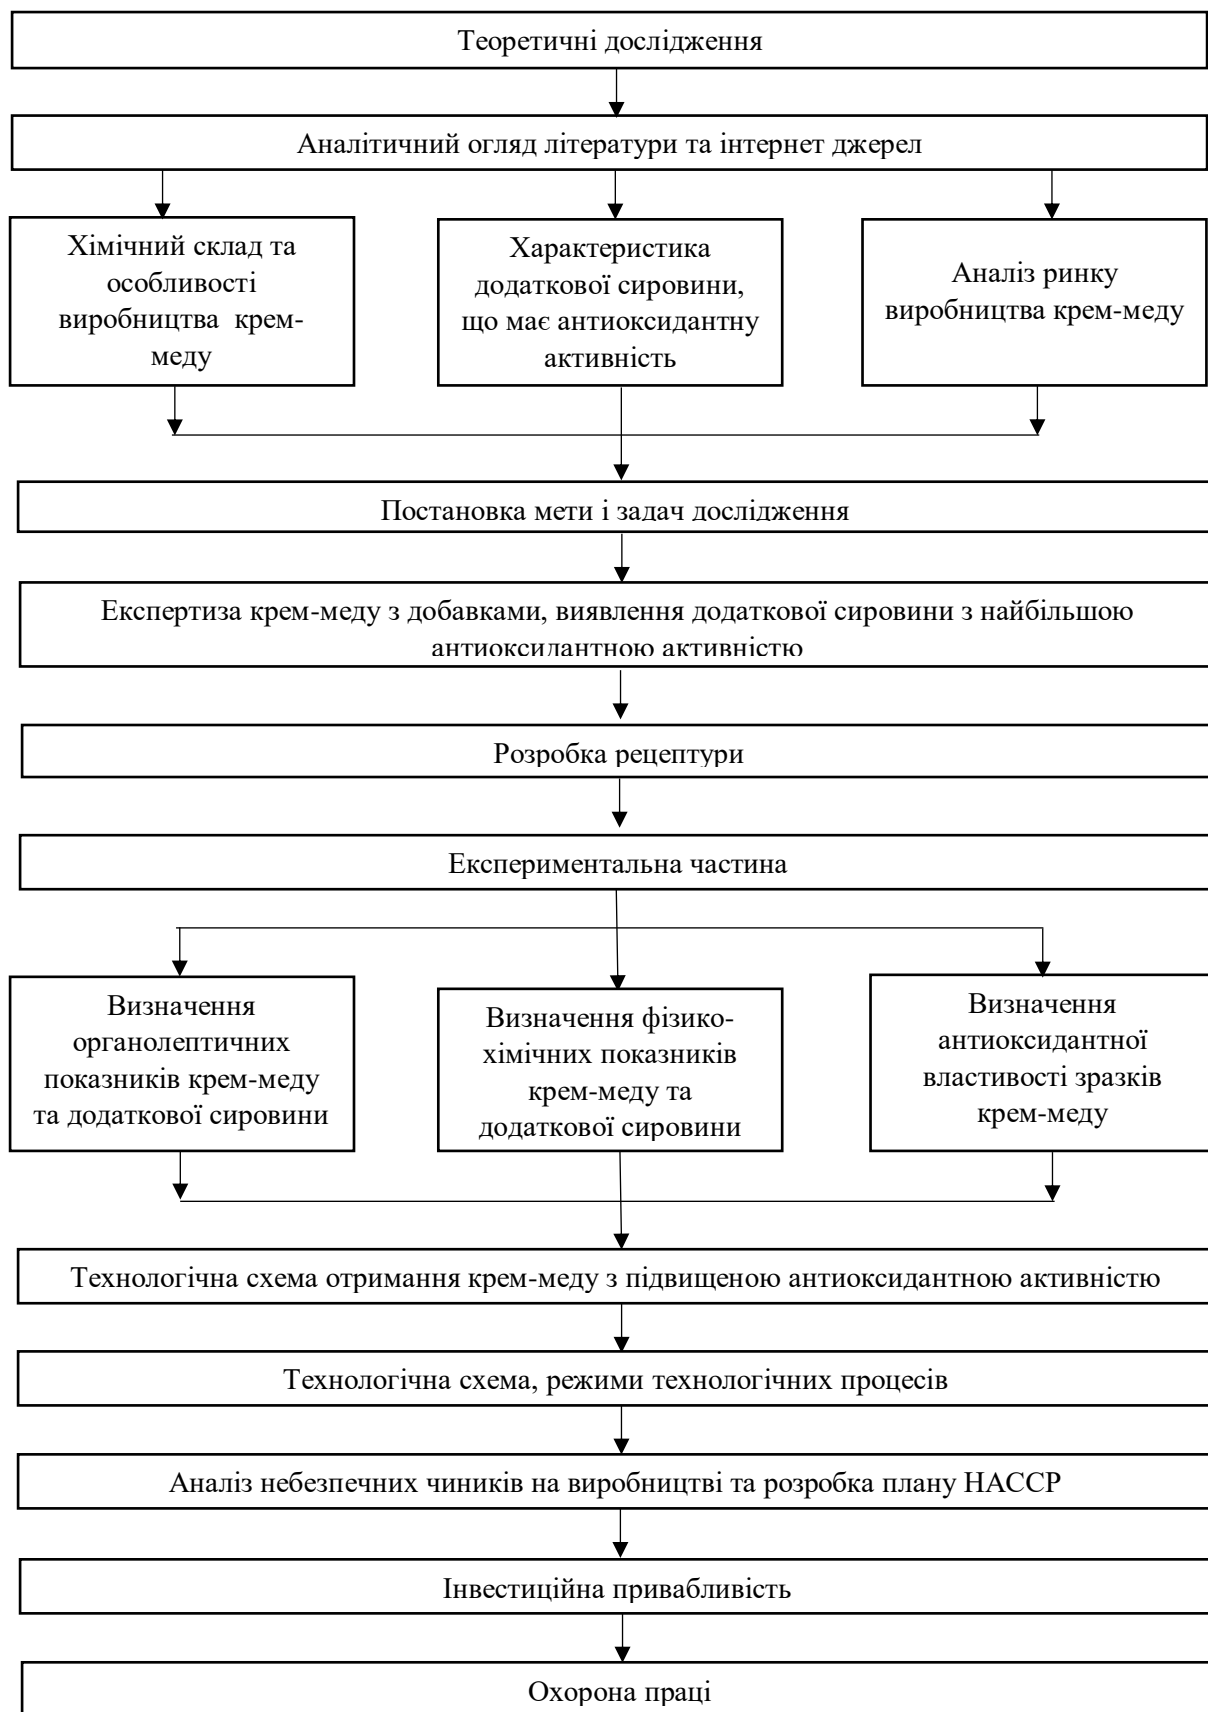 Теоретичні дослідження
Аналітичний огляд літератури та інтернет джерел
Хімічний склад та
особливості
виробництва крем-
меду
Характеристика
додаткової сировини,
що має антиоксидантну
активність
Аналіз ринку
виробництва крем-меду
Постановка мети і задач дослідження
Експертиза крем-меду з добавками, виявлення додаткової сировини з найбільшою
антиоксидантною активністю
Розробка рецептури
Експериментальна частина
Визначення
органолептичних
показників крем-меду
та додаткової сировини
Визначення фізико-
хімічних показників
крем-меду та
додаткової сировини
Визначення
антиоксидантної
властивості зразків
крем-меду
Технологічна схема отримання крем-меду з підвищеною антиоксидантною активністю
Технологічна схема, режими технологічних процесів
Аналіз небезпечних чиників на виробництві та розробка плану НАССР
Інвестиційна привабливість
Охорона праці